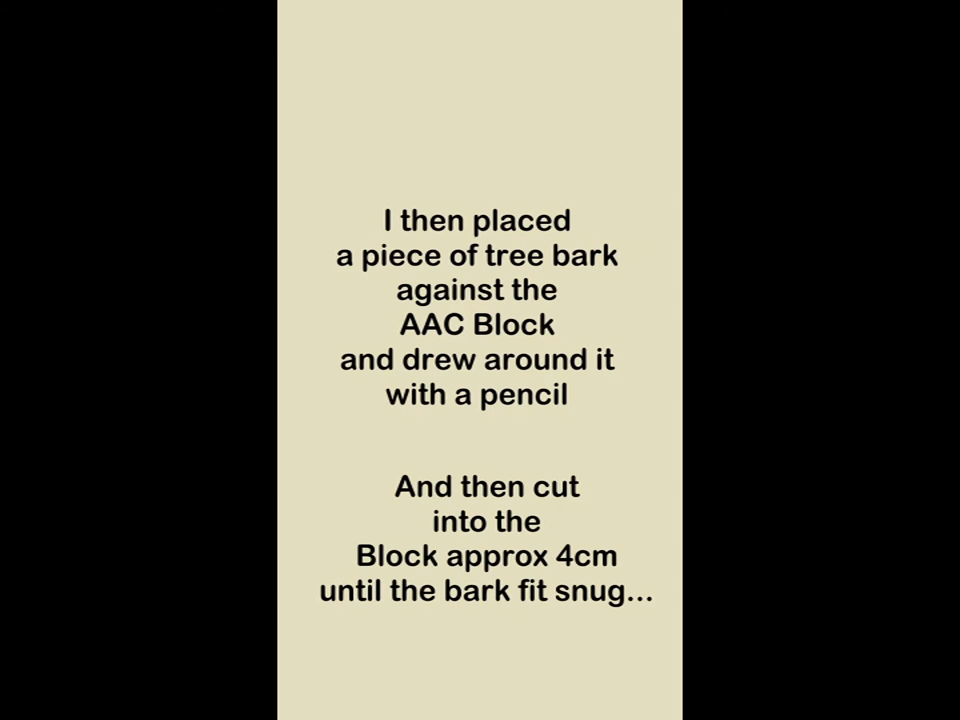 I then placed
a piece of tree bark
against the
AAC Block
and drew around it
with a pencil
And then cut
into the
Block approx 4cm
until the bark fit snug...